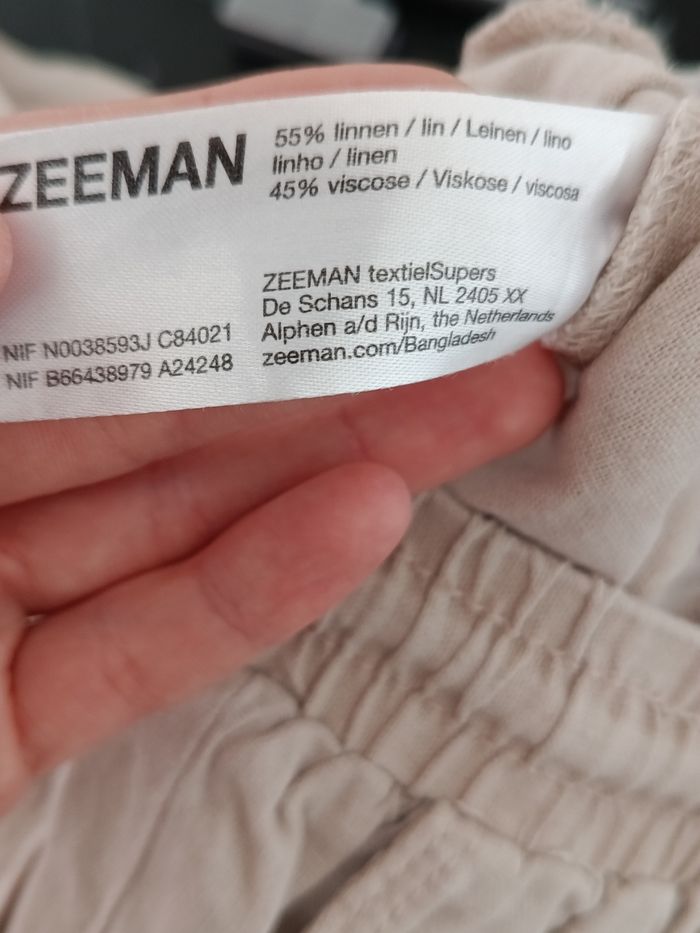 ZEEMAN
55% linnen / lin / Leinen / lino
linho / linen
45% viscose / Viskose / viscosa
ZEEMAN textielSupers
De Schans 15, NL 2405 XX
Alphen a/d Rijn, the Netherlands
zeeman.com/Bangladesh
NIF N0038593J C84021
NIF B66438979 A24248